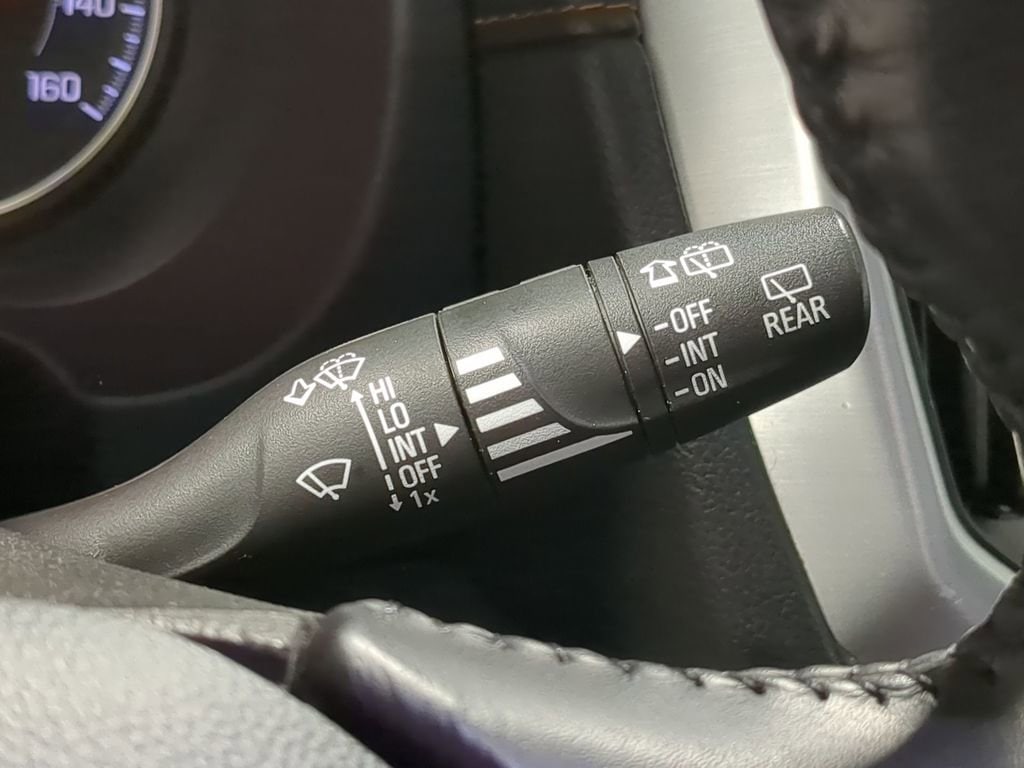 140
160
HI
LO
INT
OFF
1x
-OFF
-INT
-ON
REAR